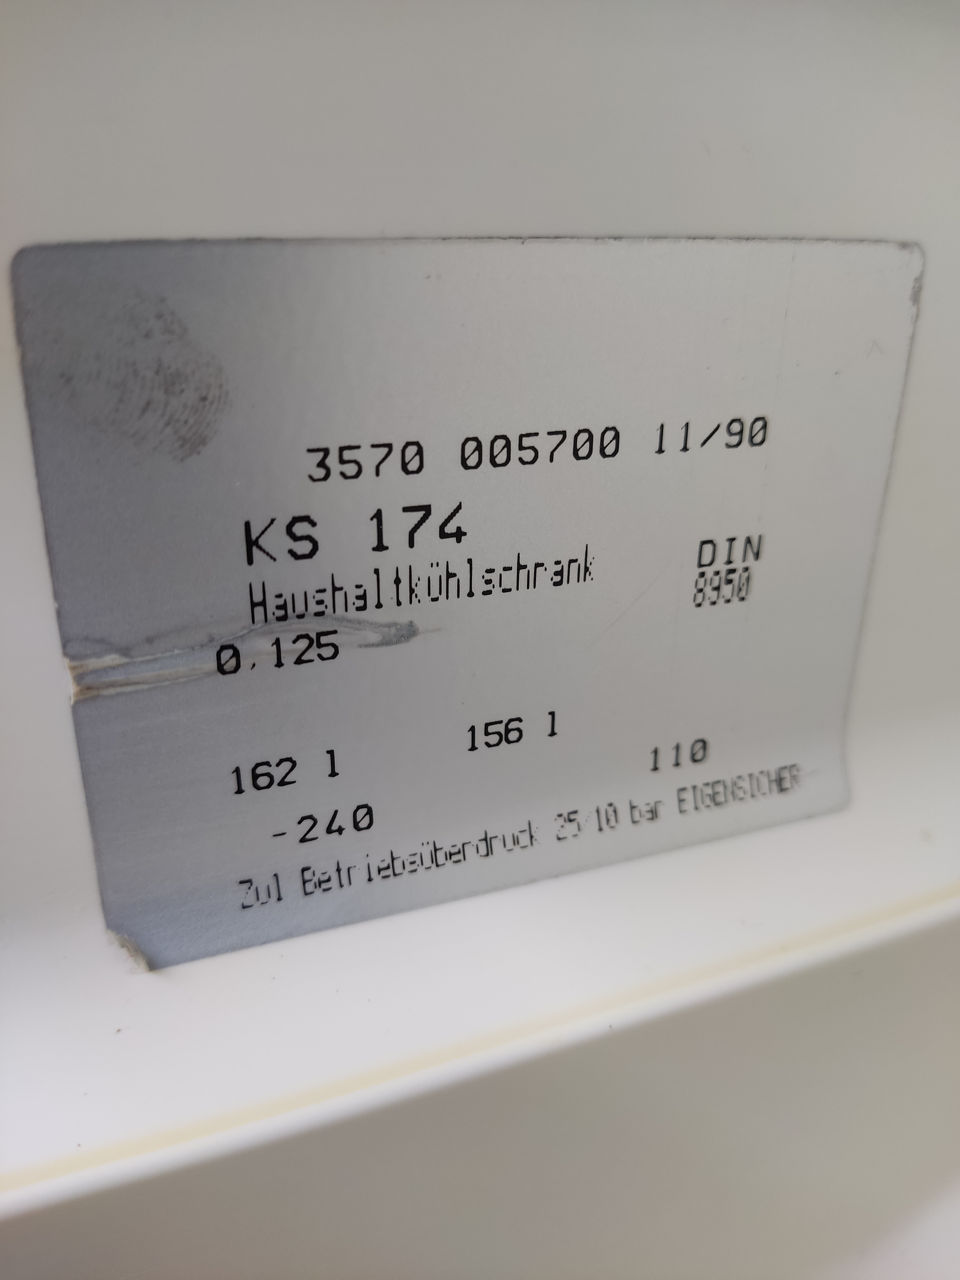 3570 005700 11/90
KS 174
Haushaltkühlschrank DIN
8950
0.125
162 l 156 l 110
-240
Zul Betriebsüberdruck 25/10 bar EIGENSICHER